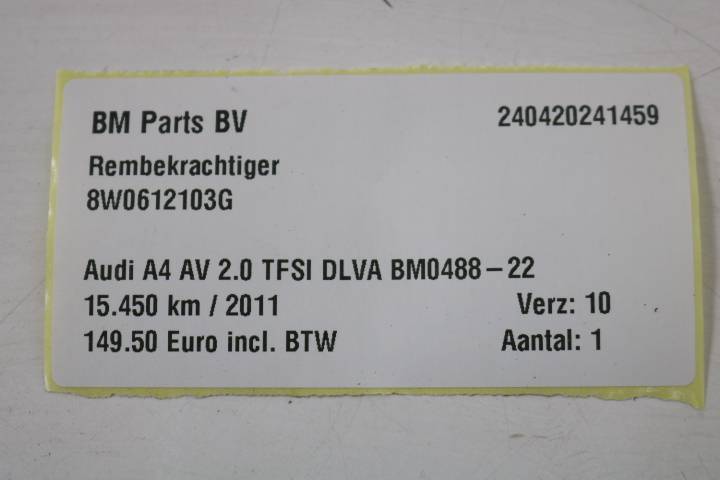 BM Parts BV 240420241459
Rembekrachtiger
8W0612103G
Audi A4 AV 2.0 TFSI DLVA BM0488-22
15.450 km / 2011 Verz: 10
149.50 Euro incl. BTW Aantal: 1